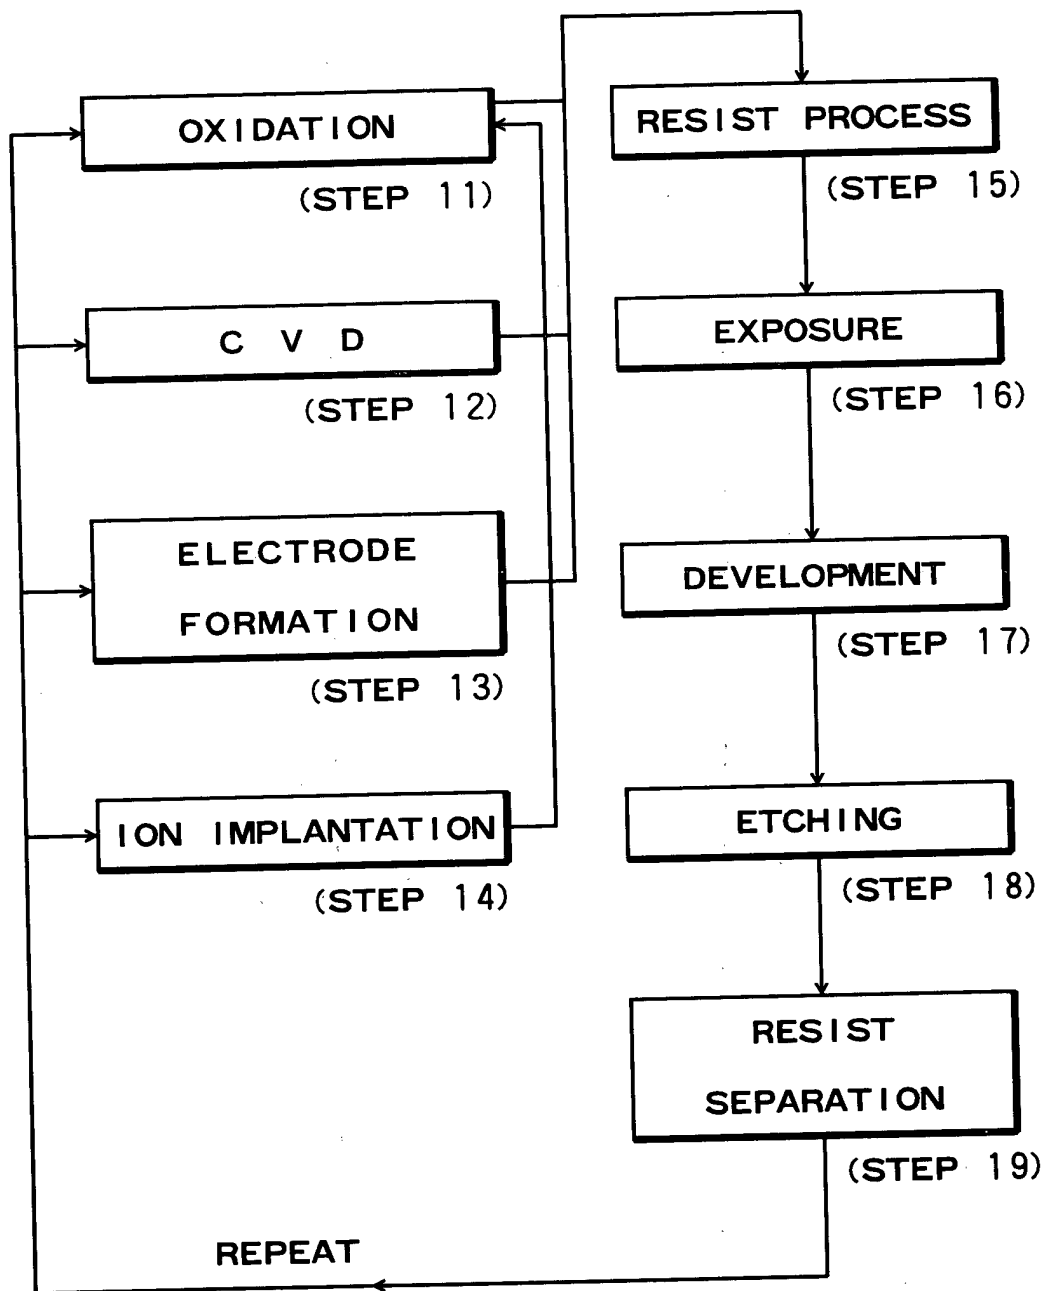 OXIDATION
(STEP 11)
C V D
(STEP 12)
ELECTRODE
FORMATION
(STEP 13)
ION IMPLANTATION
(STEP 14)
RESIST PROCESS
(STEP 15)
EXPOSURE
(STEP 16)
DEVELOPMENT
(STEP 17)
ETCHING
(STEP 18)
RESIST
SEPARATION
(STEP 19)
REPEAT